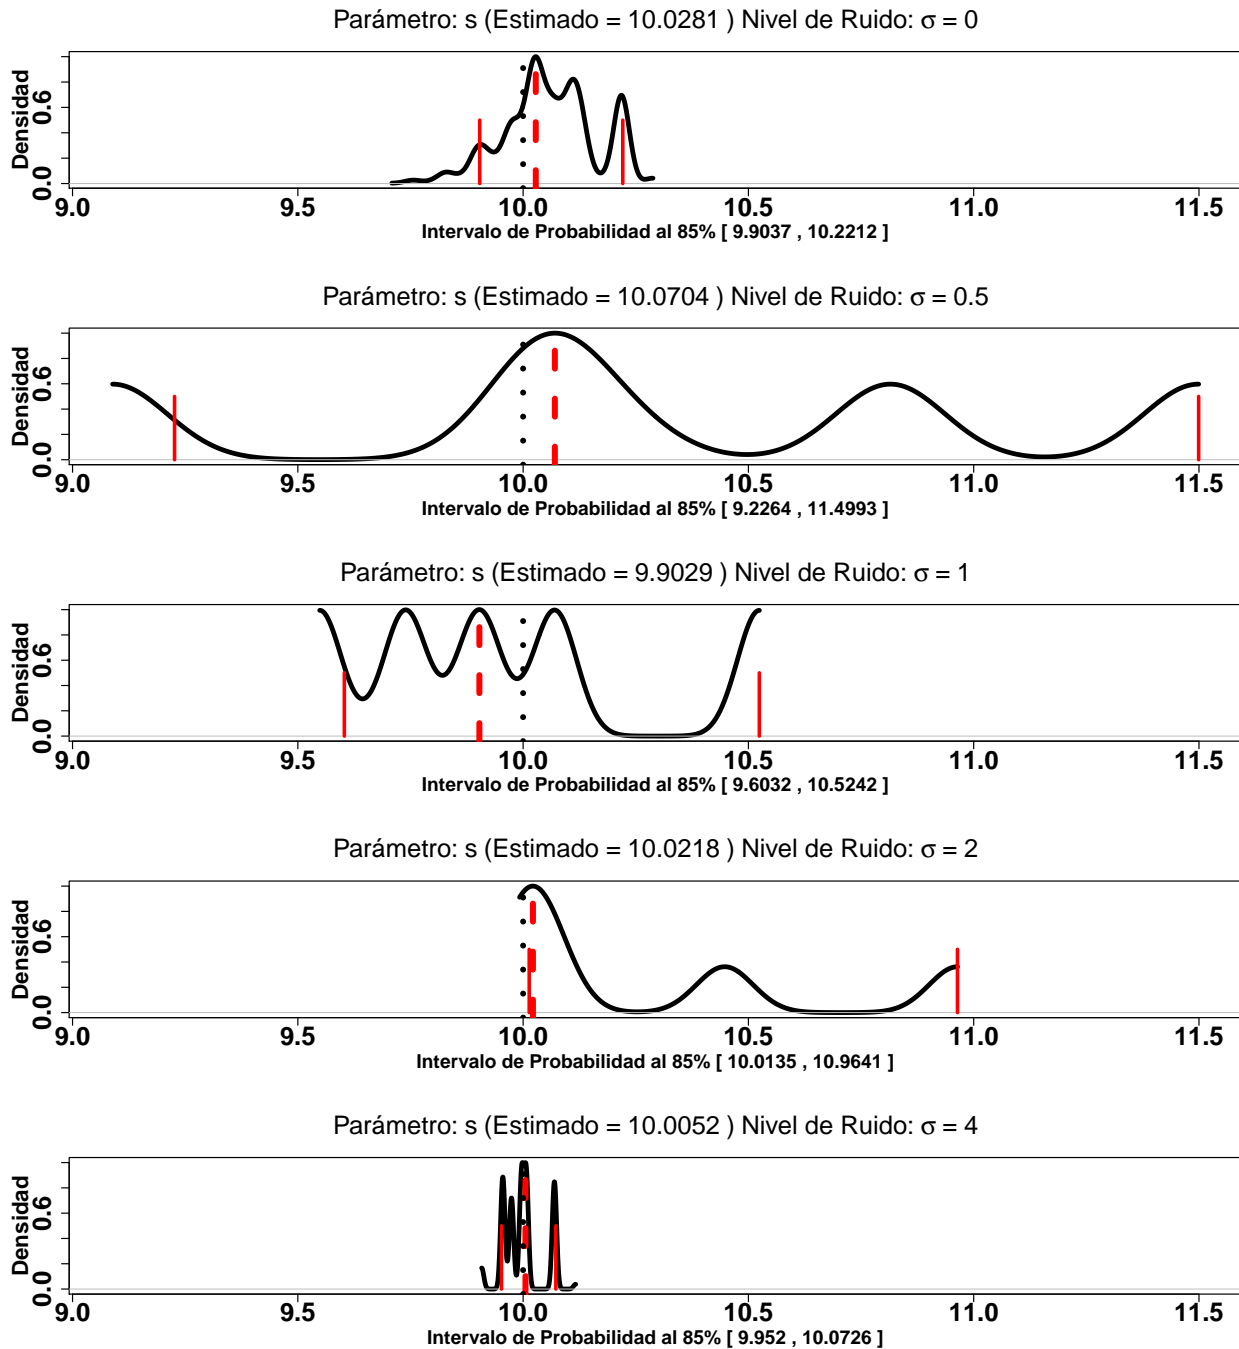 Parámetro: s (Estimado = 10.0281 ) Nivel de Ruido: σ = 0
Densidad
0.0 0.6
9.0 9.5 10.0 10.5 11.0 11.5
Intervalo de Probabilidad al 85% [ 9.9037 , 10.2212 ]
Parámetro: s (Estimado = 10.0704 ) Nivel de Ruido: σ = 0.5
Densidad
0.0 0.6
9.0 9.5 10.0 10.5 11.0 11.5
Intervalo de Probabilidad al 85% [ 9.2264 , 11.4993 ]
Parámetro: s (Estimado = 9.9029 ) Nivel de Ruido: σ = 1
Densidad
0.0 0.6
9.0 9.5 10.0 10.5 11.0 11.5
Intervalo de Probabilidad al 85% [ 9.6032 , 10.5242 ]
Parámetro: s (Estimado = 10.0218 ) Nivel de Ruido: σ = 2
Densidad
0.0 0.6
9.0 9.5 10.0 10.5 11.0 11.5
Intervalo de Probabilidad al 85% [ 10.0135 , 10.9641 ]
Parámetro: s (Estimado = 10.0052 ) Nivel de Ruido: σ = 4
Densidad
0.0 0.6
9.0 9.5 10.0 10.5 11.0 11.5
Intervalo de Probabilidad al 85% [ 9.952 , 10.0726 ]